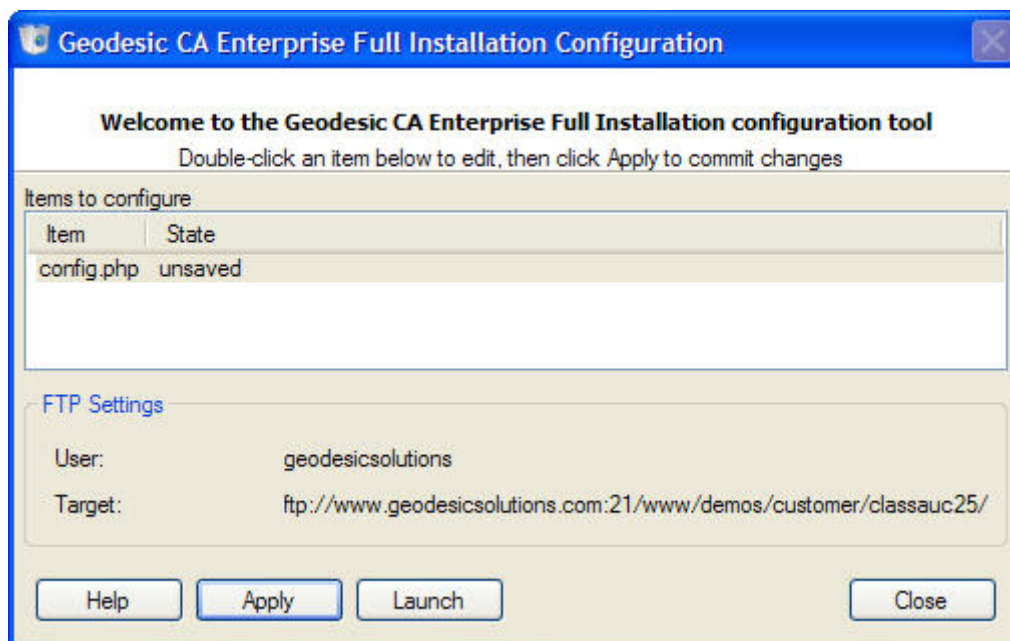 Geodesic CA Enterprise Full Installation Configuration
Welcome to the Geodesic CA Enterprise Full Installation configuration tool
Double-click an item below to edit, then click Apply to commit changes
Items to configure
Item State
config.php unsaved
FTP Settings
User: geodesicsolutions
Target: ftp://www.geodesicsolutions.com:21/www/demos/customer/classauc25/
Help Apply Launch Close